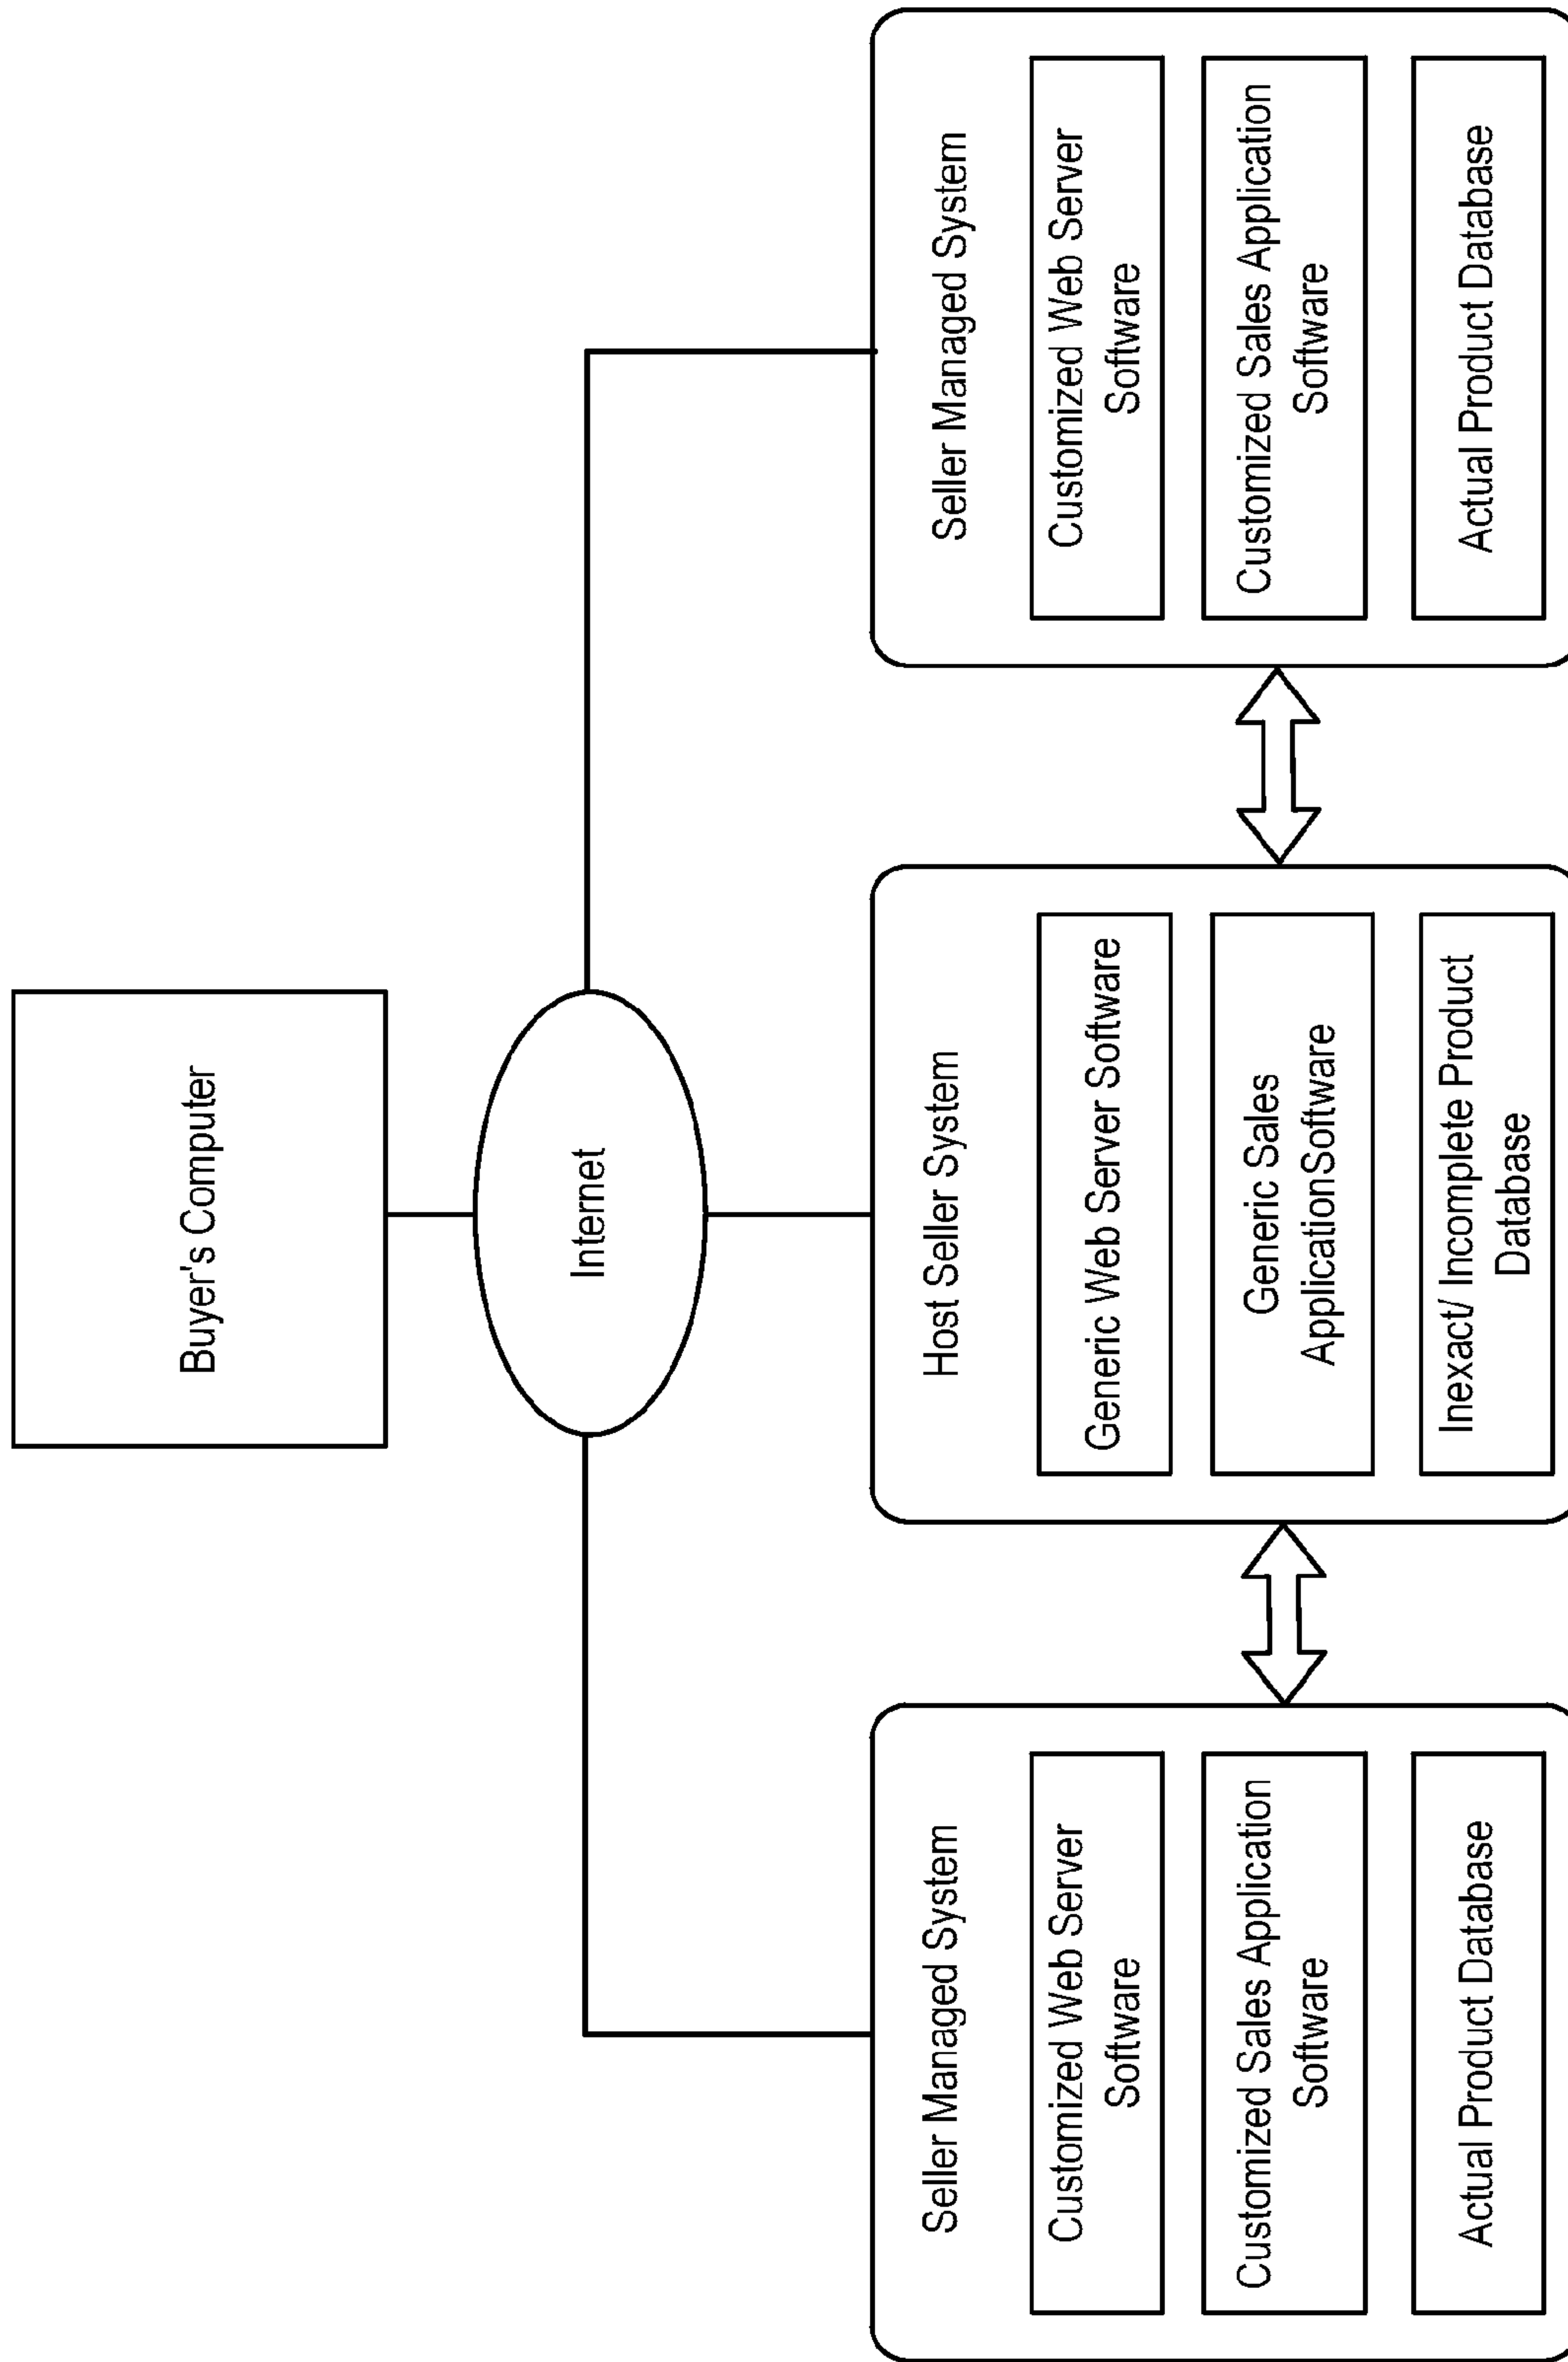 Buyer's Computer
Internet
Seller Managed System
Customized Web Server
Software
Customized Sales Application
Software
Actual Product Database
Host Seller System
Generic Web Server Software
Generic Sales
ApplicationSoftware
Inexact/ Incomplete Product
Database
Seller Managed System
Customized Web Server
Software
Customized Sales Application
Software
Actual Product Database